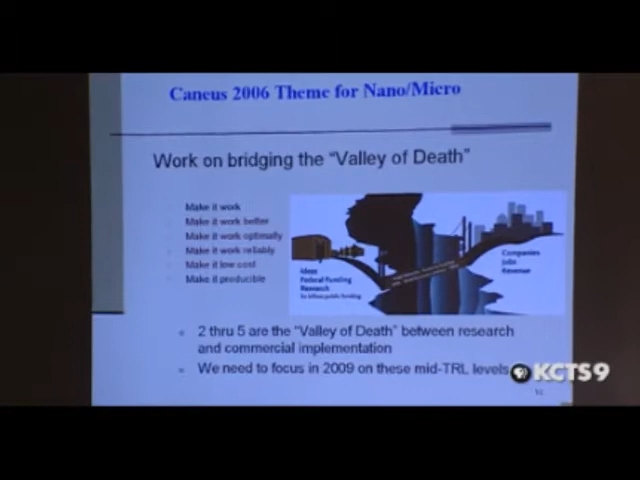 Caneus 2006 Theme for Nano/Micro
Work on bridging the "Valley of Death"
Make it work
Make it work better
Make it work optimally
Make it work reliably
Make it low cost
Make it producible
Ideas
Federal Funding
Research
Companies
Jobs
Revenue
2 thru 5 are the "Valley of Death" between research
and commercial implementation
We need to focus in 2009 on these mid-TRL levels
KCTS9